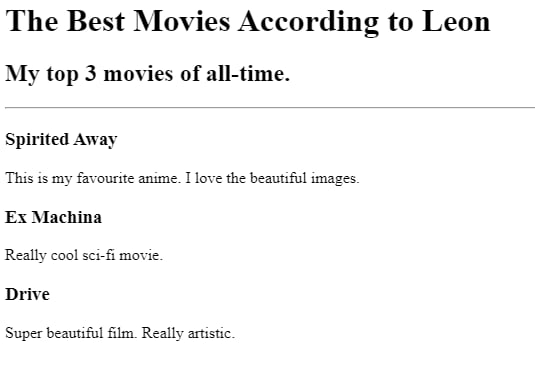 The Best Movies According to Leon
My top 3 movies of all-time.
Spirited Away
This is my favourite anime. I love the beautiful images.
Ex Machina
Really cool sci-fi movie.
Drive
Super beautiful film. Really artistic.